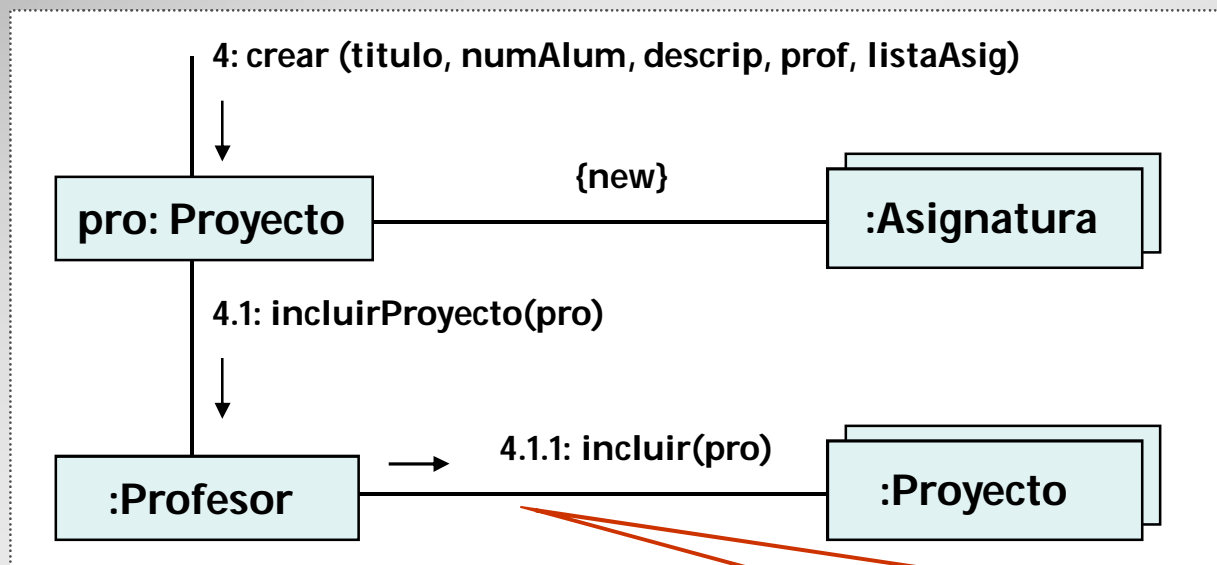 4: crear (titulo, numAlum, descrip, prof, listaAsig)
{new}
pro: Proyecto
:Asignatura
4.1: incluirProyecto(pro)
4.1.1: incluir(pro)
:Profesor
:Proyecto